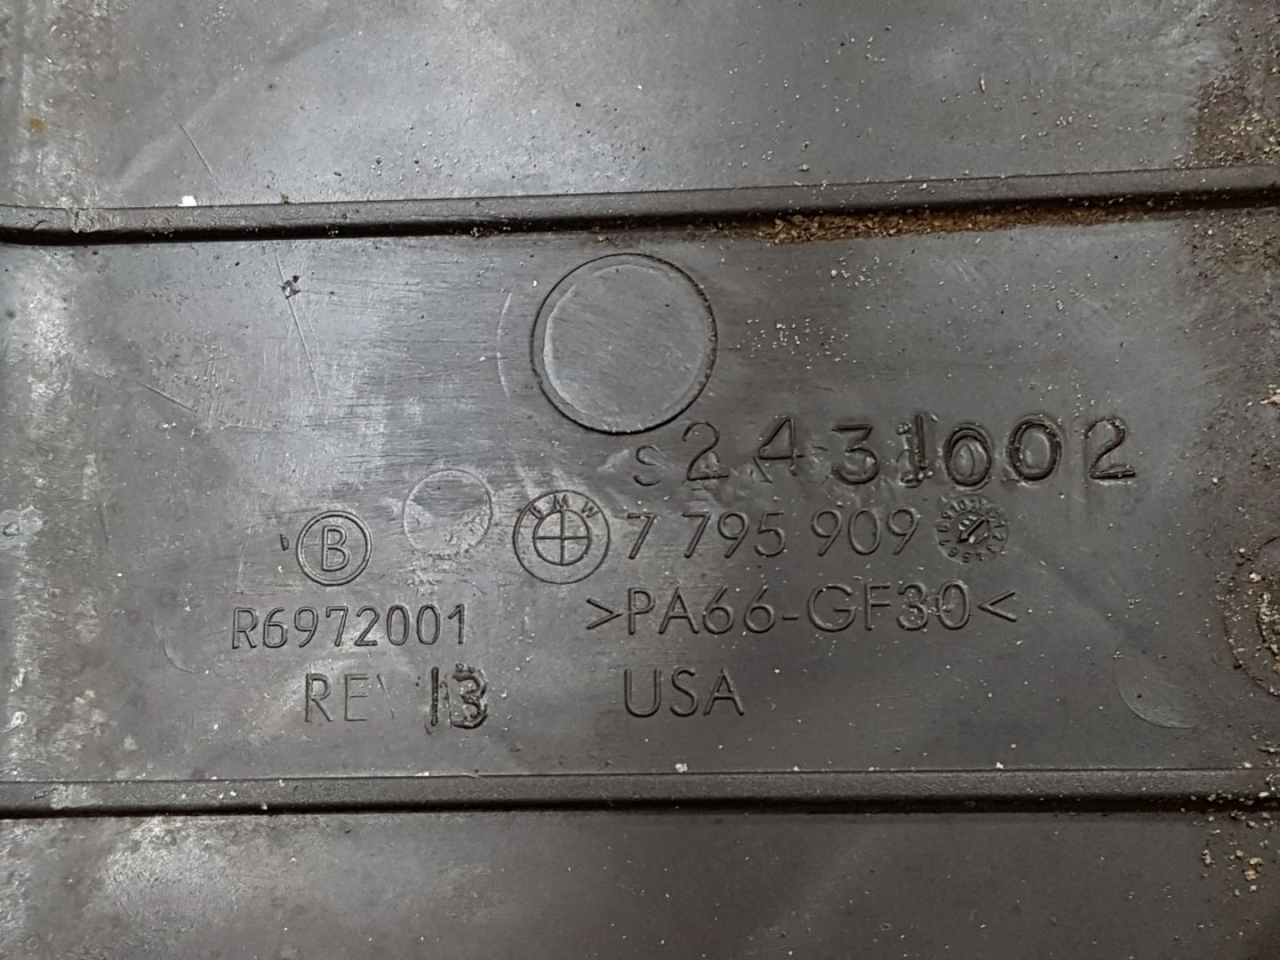 S2431002
BMW 7 795 909
B
R6972001
>PA66-GF30<
REV 13
USA